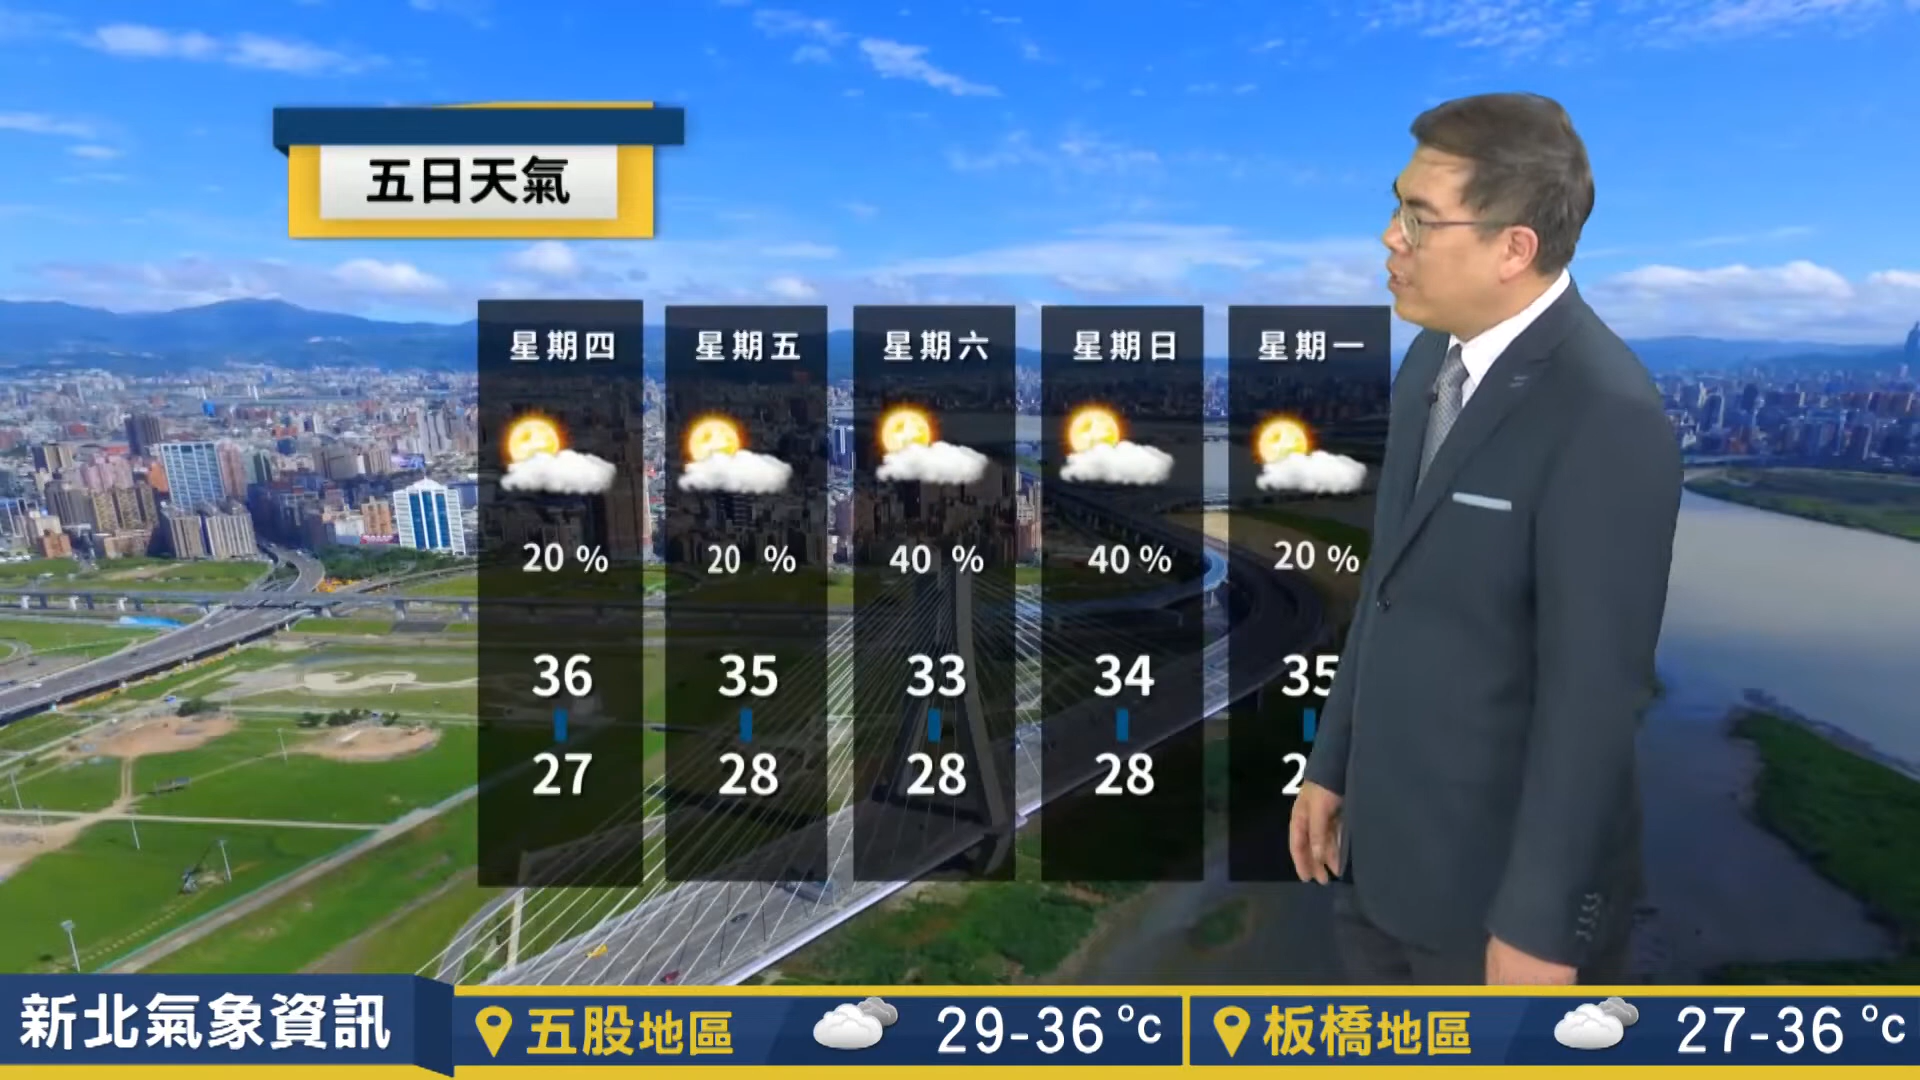 五日天氣
星期四 星期五 星期六 星期日 星期一
20 % 20 % 40 % 40 % 20 %
36 35 33 34 35
27 28 28 28
新北氣象資訊 五股地區 29-36 °c 板橋地區 27-36 °c